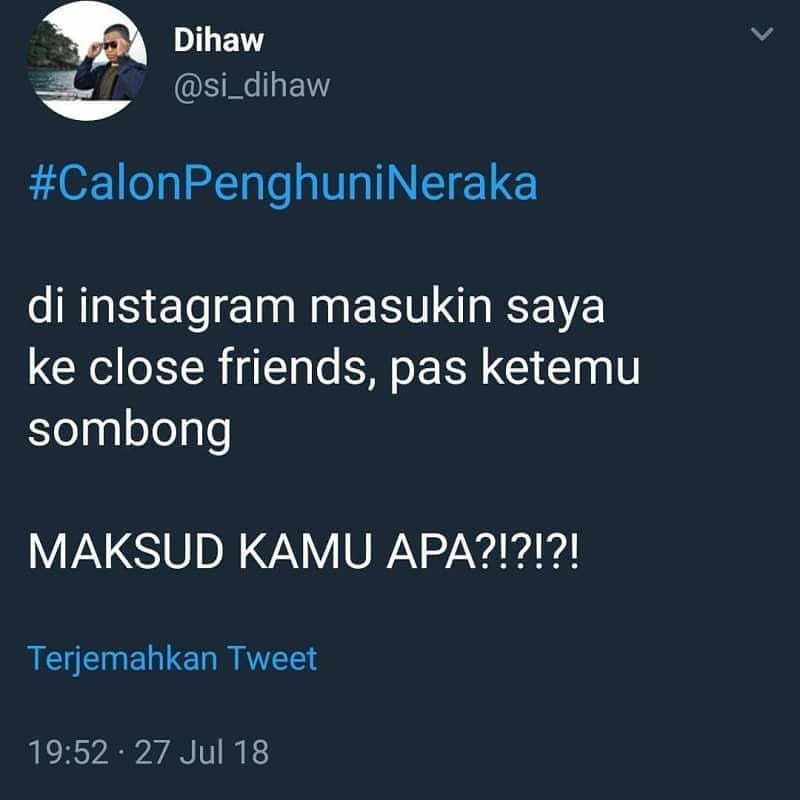 Dihaw
@si_dihaw
#CalonPenghuniNeraka
di instagram masukin saya
ke close friends, pas ketemu
sombong
MAKSUD KAMU APA?!?!?!
Terjemahkan Tweet
19:52 · 27 Jul 18